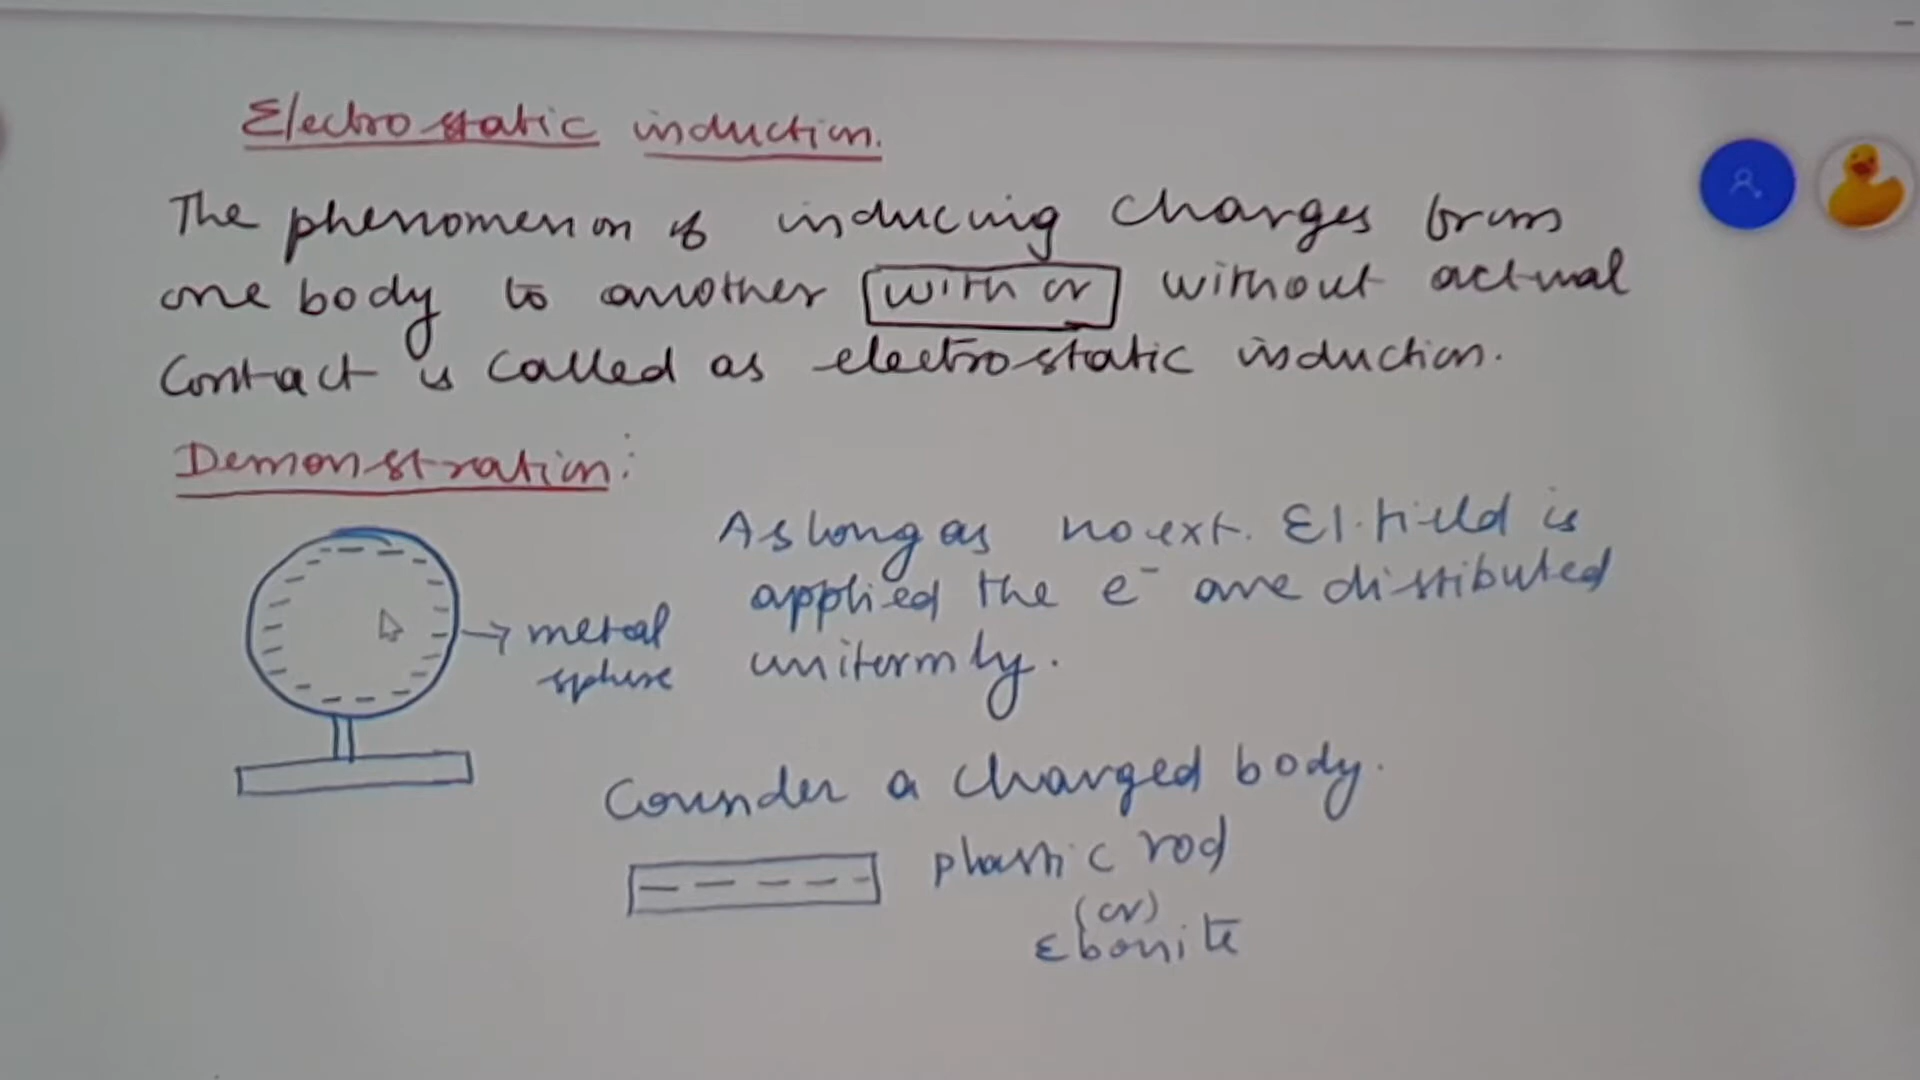 Electrostatic induction.
The phenomenon of inducing charges from
one body to another with or without actual
Contact is called as electrostatic induction.
Demonstration:
As long as no ext. El. field is
applied the e⁻ are distributed
uniformly.
→ metal
sphere
Consider a charged body.
plastic rod
(or)
Ebonite